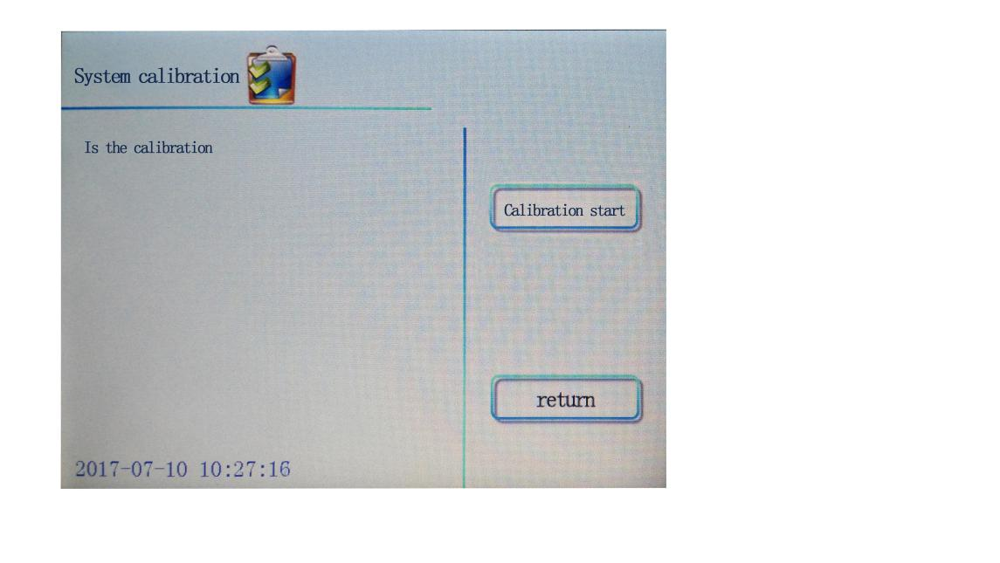 System calibration
Is the calibration
Calibration start
return
2017-07-10 10:27:16